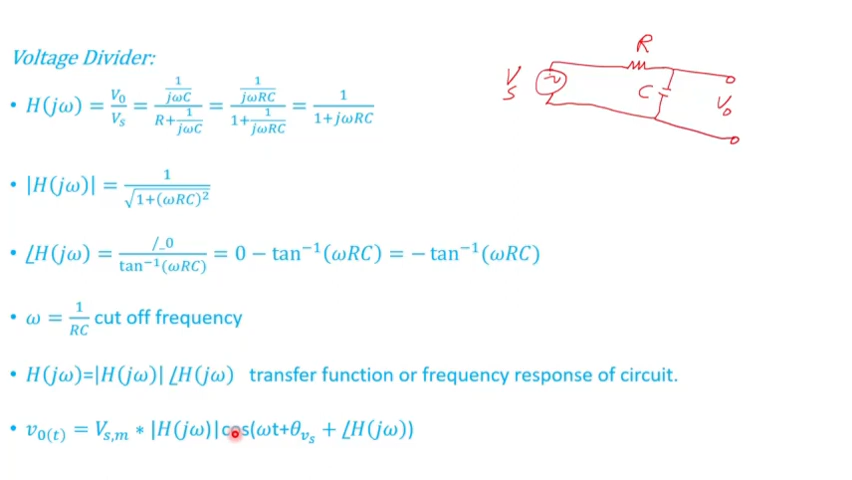 Voltage Divider:
• H(jω) = V₀/Vₛ = (1/jωC)/(R+1/jωC) = (1/jωRC)/(1+1/jωRC) = 1/(1+jωRC)
• |H(jω)| = 1/√(1+(ωRC)²)
• ∠H(jω) = /_0/tan⁻¹(ωRC) = 0 − tan⁻¹(ωRC) = − tan⁻¹(ωRC)
• ω = 1/RC cut off frequency
• H(jω)=|H(jω)| ∠H(jω) transfer function or frequency response of circuit.
• v₀₍ₜ₎ = Vₛ,ₘ * |H(jω)|cos(ωt+θᵥₛ + ∠H(jω))
R
Vs
C
Vo